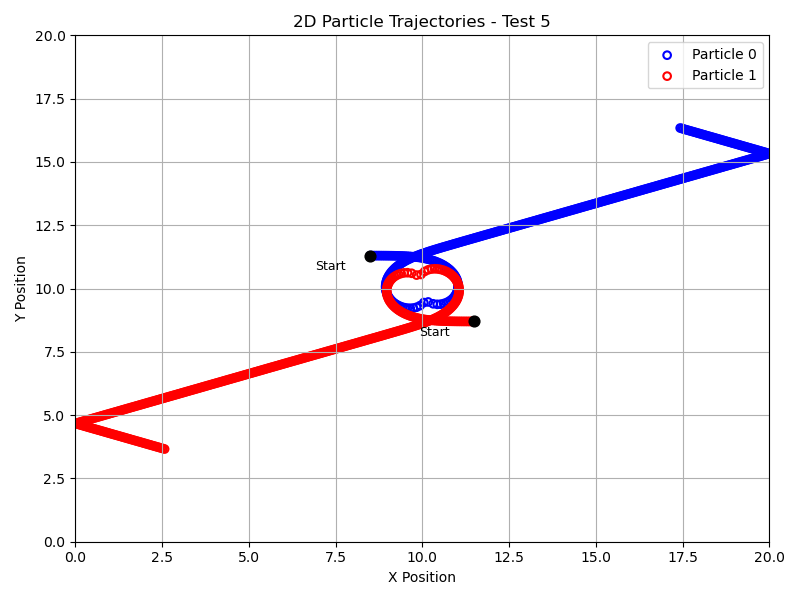 2D Particle Trajectories - Test 5
Particle 0
Particle 1
Start
Start
Y Position
20.0
17.5
15.0
12.5
10.0
7.5
5.0
2.5
0.0
0.0
2.5
5.0
7.5
10.0
12.5
15.0
17.5
20.0
X Position